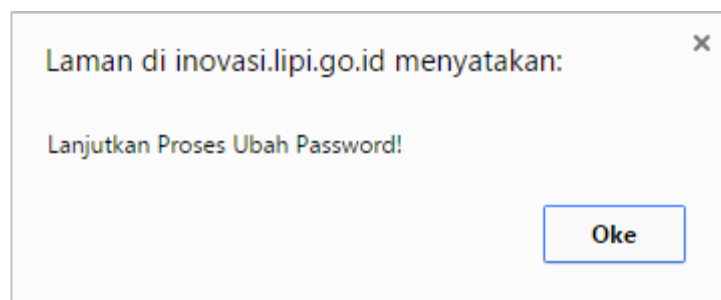 Laman di inovasi.lipi.go.id menyatakan:
Lanjutkan Proses Ubah Password!
Oke